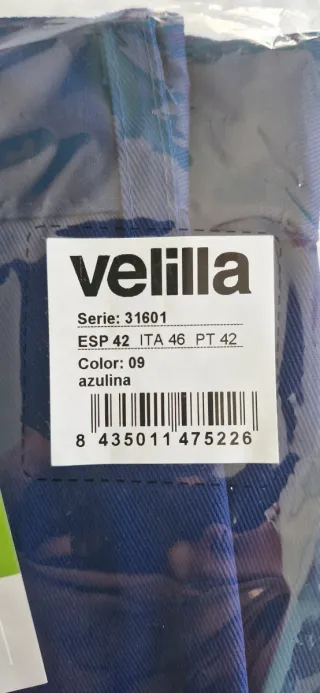 velilla
Serie: 31601
ESP 42 ITA 46 PT 42
Color: 09
azulina
8 435011 475226